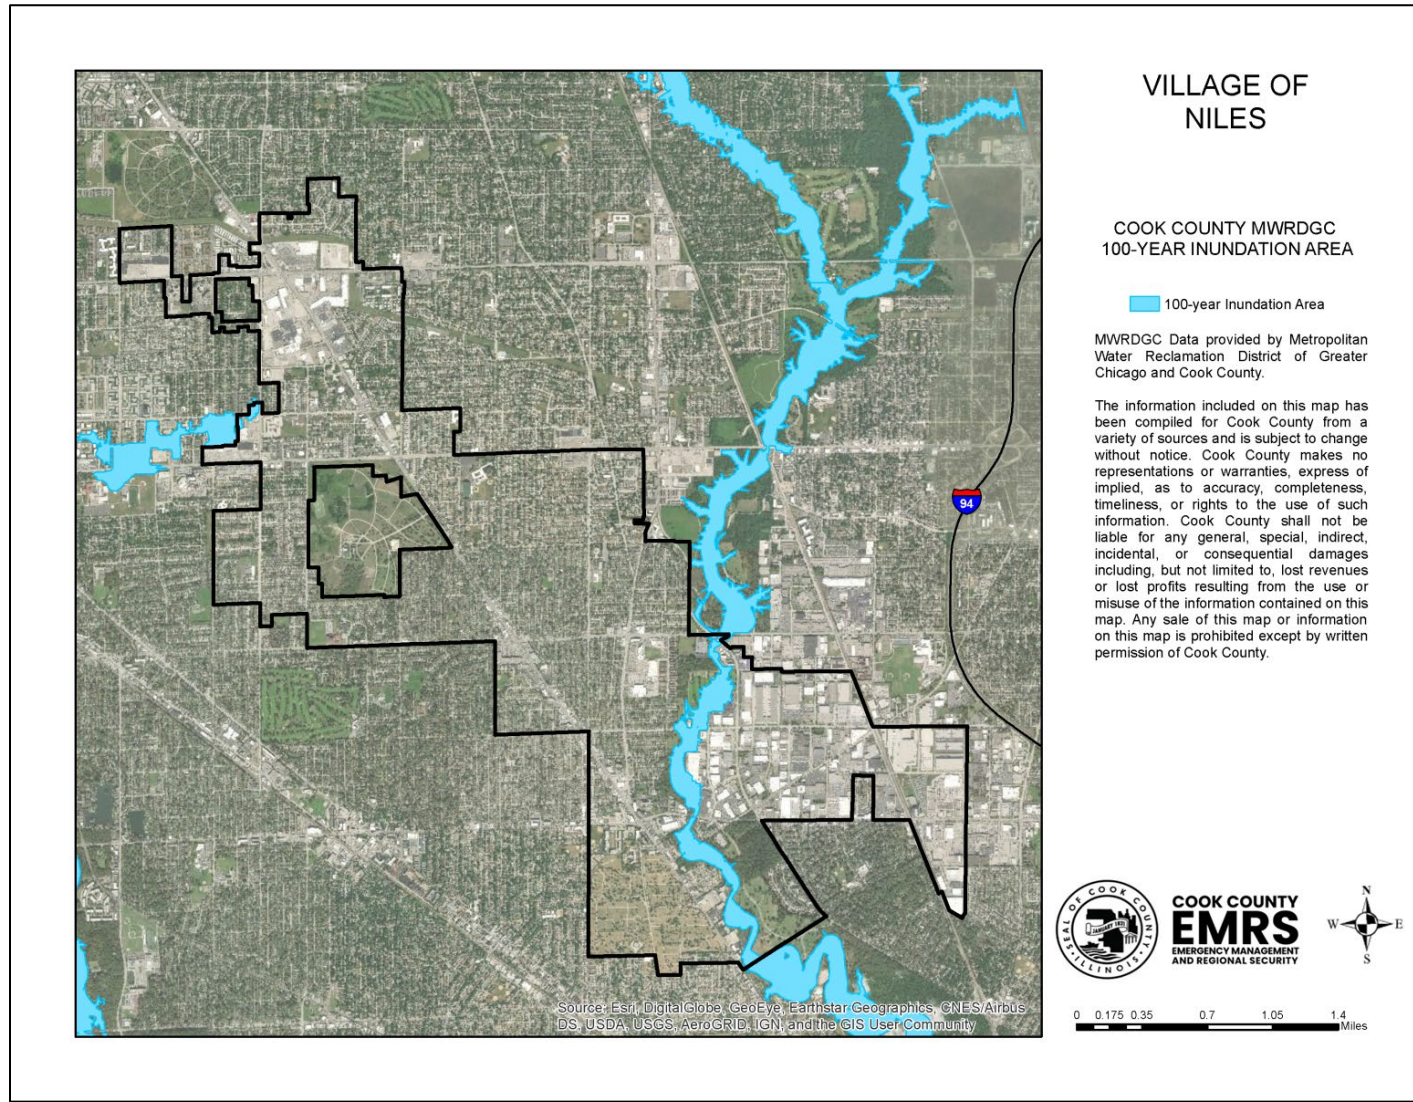 VILLAGE OF
NILES
COOK COUNTY MWRDGC
100-YEAR INUNDATION AREA
100-year Inundation Area
MWRDGC Data provided by Metropolitan
Water Reclamation District of Greater
Chicago and Cook County.
The information included on this map has
been compiled for Cook County from a
variety of sources and is subject to change
without notice. Cook County makes no
representations or warranties, express of
implied, as to accuracy, completeness,
timeliness, or rights to the use of such
information. Cook County shall not be
liable for any general, special, indirect,
incidental, or consequential damages
including, but not limited to, lost revenues
or lost profits resulting from the use or
misuse of the information contained on this
map. Any sale of this map or information
on this map is prohibited except by written
permission of Cook County.
94
SEAL OF COOK COUNTY
JANUARY 1831
ILLINOIS
COOK COUNTY
EMRS
EMERGENCY MANAGEMENT
AND REGIONAL SECURITY
N
W E
S
Source: Esri, DigitalGlobe, GeoEye, Earthstar Geographics, CNES/Airbus
DS, USDA, USGS, AeroGRID, IGN, and the GIS User Community
0 0.175 0.35 0.7 1.05 1.4
Miles